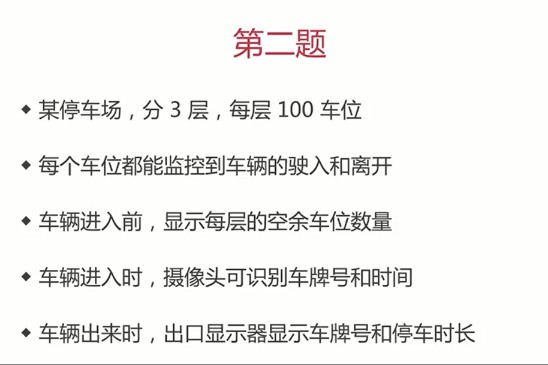 第二题
◆ 某停车场，分 3 层，每层 100 车位
◆ 每个车位都能监控到车辆的驶入和离开
◆ 车辆进入前，显示每层的空余车位数量
◆ 车辆进入时，摄像头可识别车牌号和时间
◆ 车辆出来时，出口显示器显示车牌号和停车时长